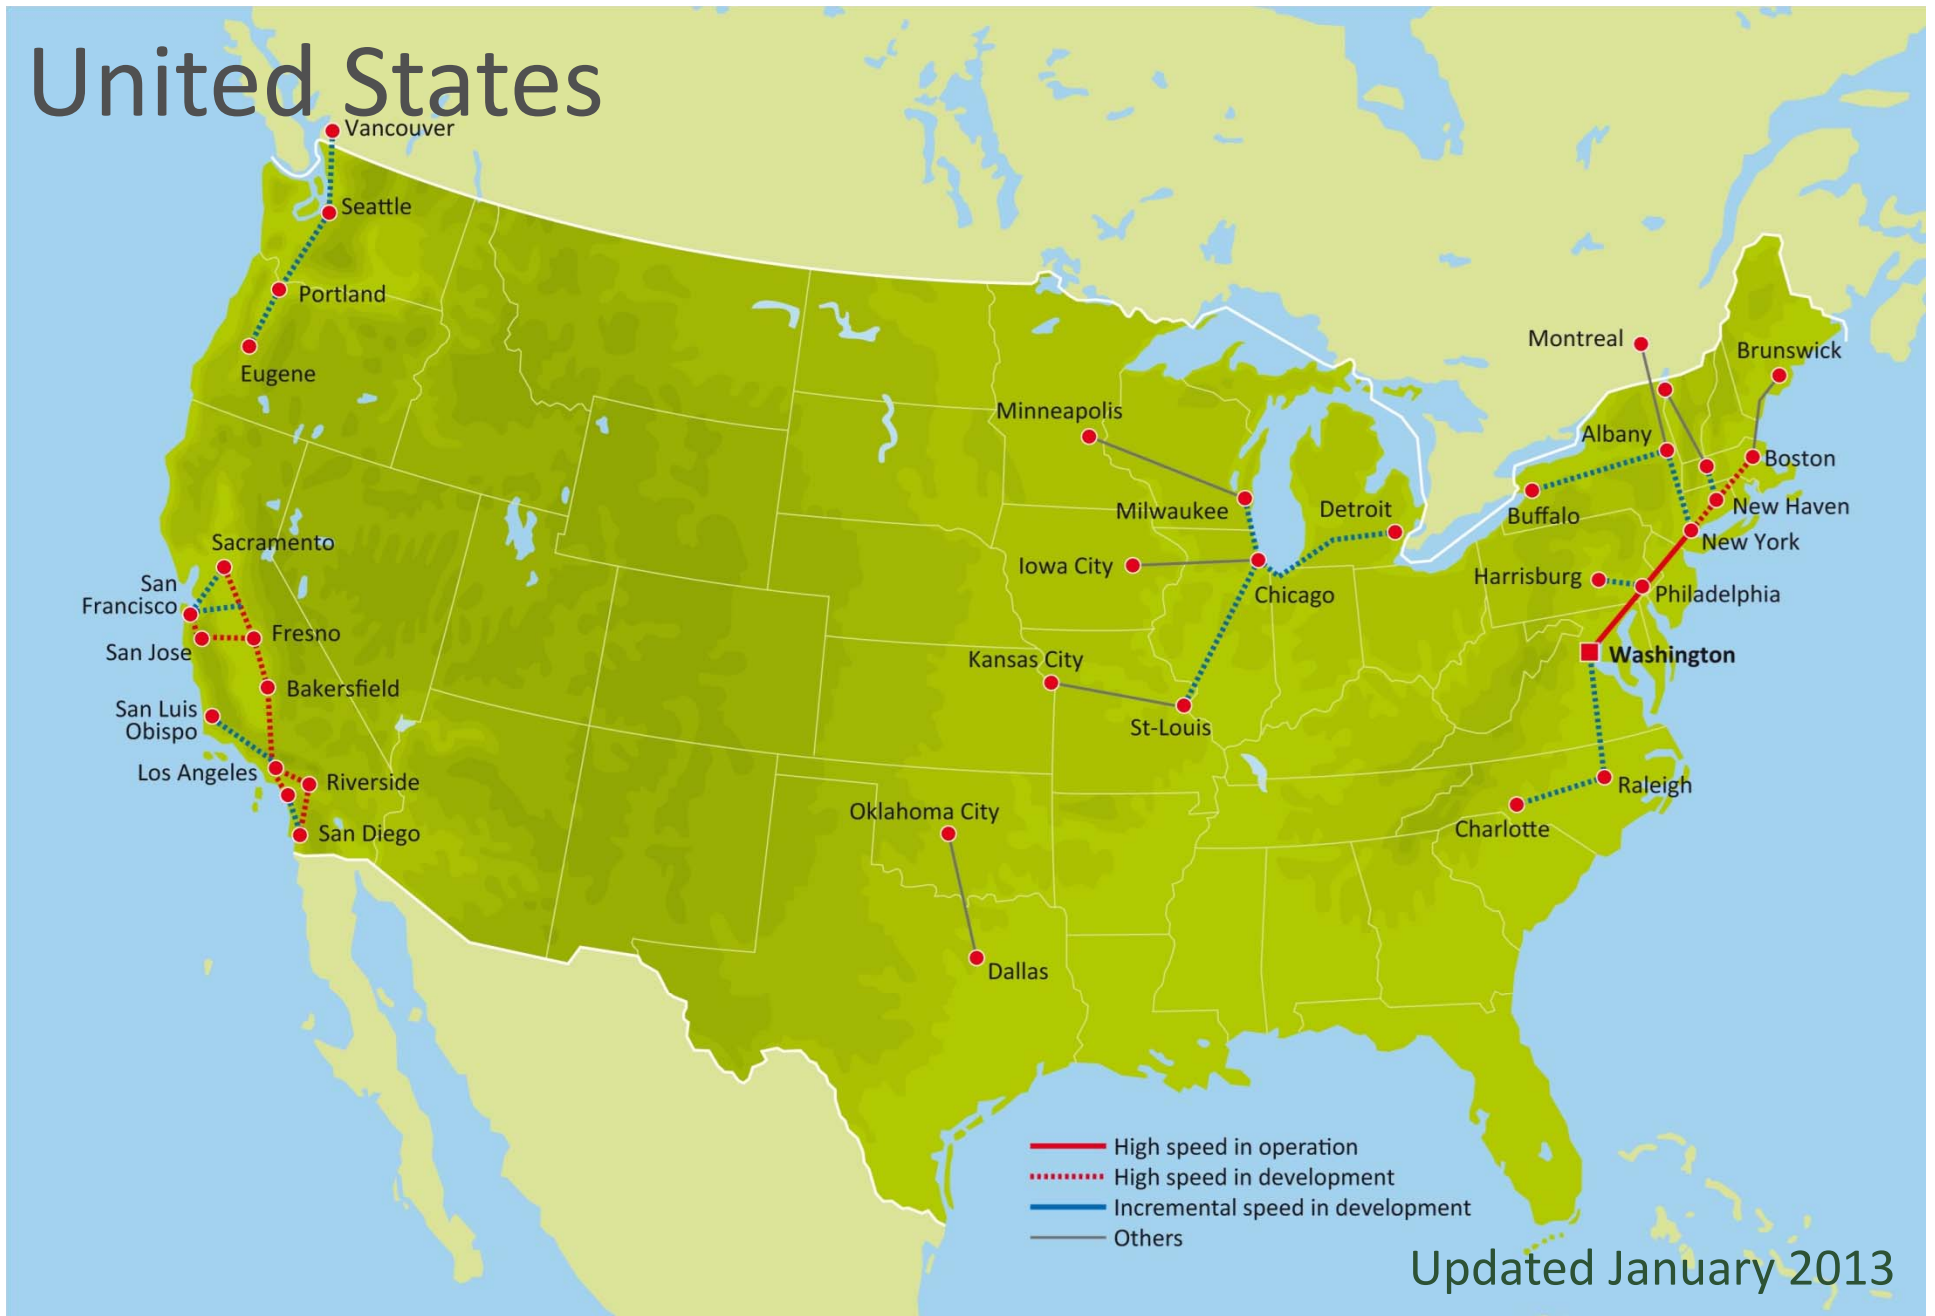 United States
Vancouver
Seattle
Portland
Eugene
Montreal
Brunswick
Minneapolis
Albany
Boston
Milwaukee
Detroit
Buffalo
New Haven
New York
Sacramento
Iowa City
Chicago
Harrisburg
Philadelphia
San
Francisco
Fresno
San Jose
Washington
Kansas City
Bakersfield
San Luis
Obispo
St-Louis
Los Angeles
Riverside
Raleigh
Oklahoma City
San Diego
Charlotte
Dallas
High speed in operation
High speed in development
Incremental speed in development
Others
Updated January 2013